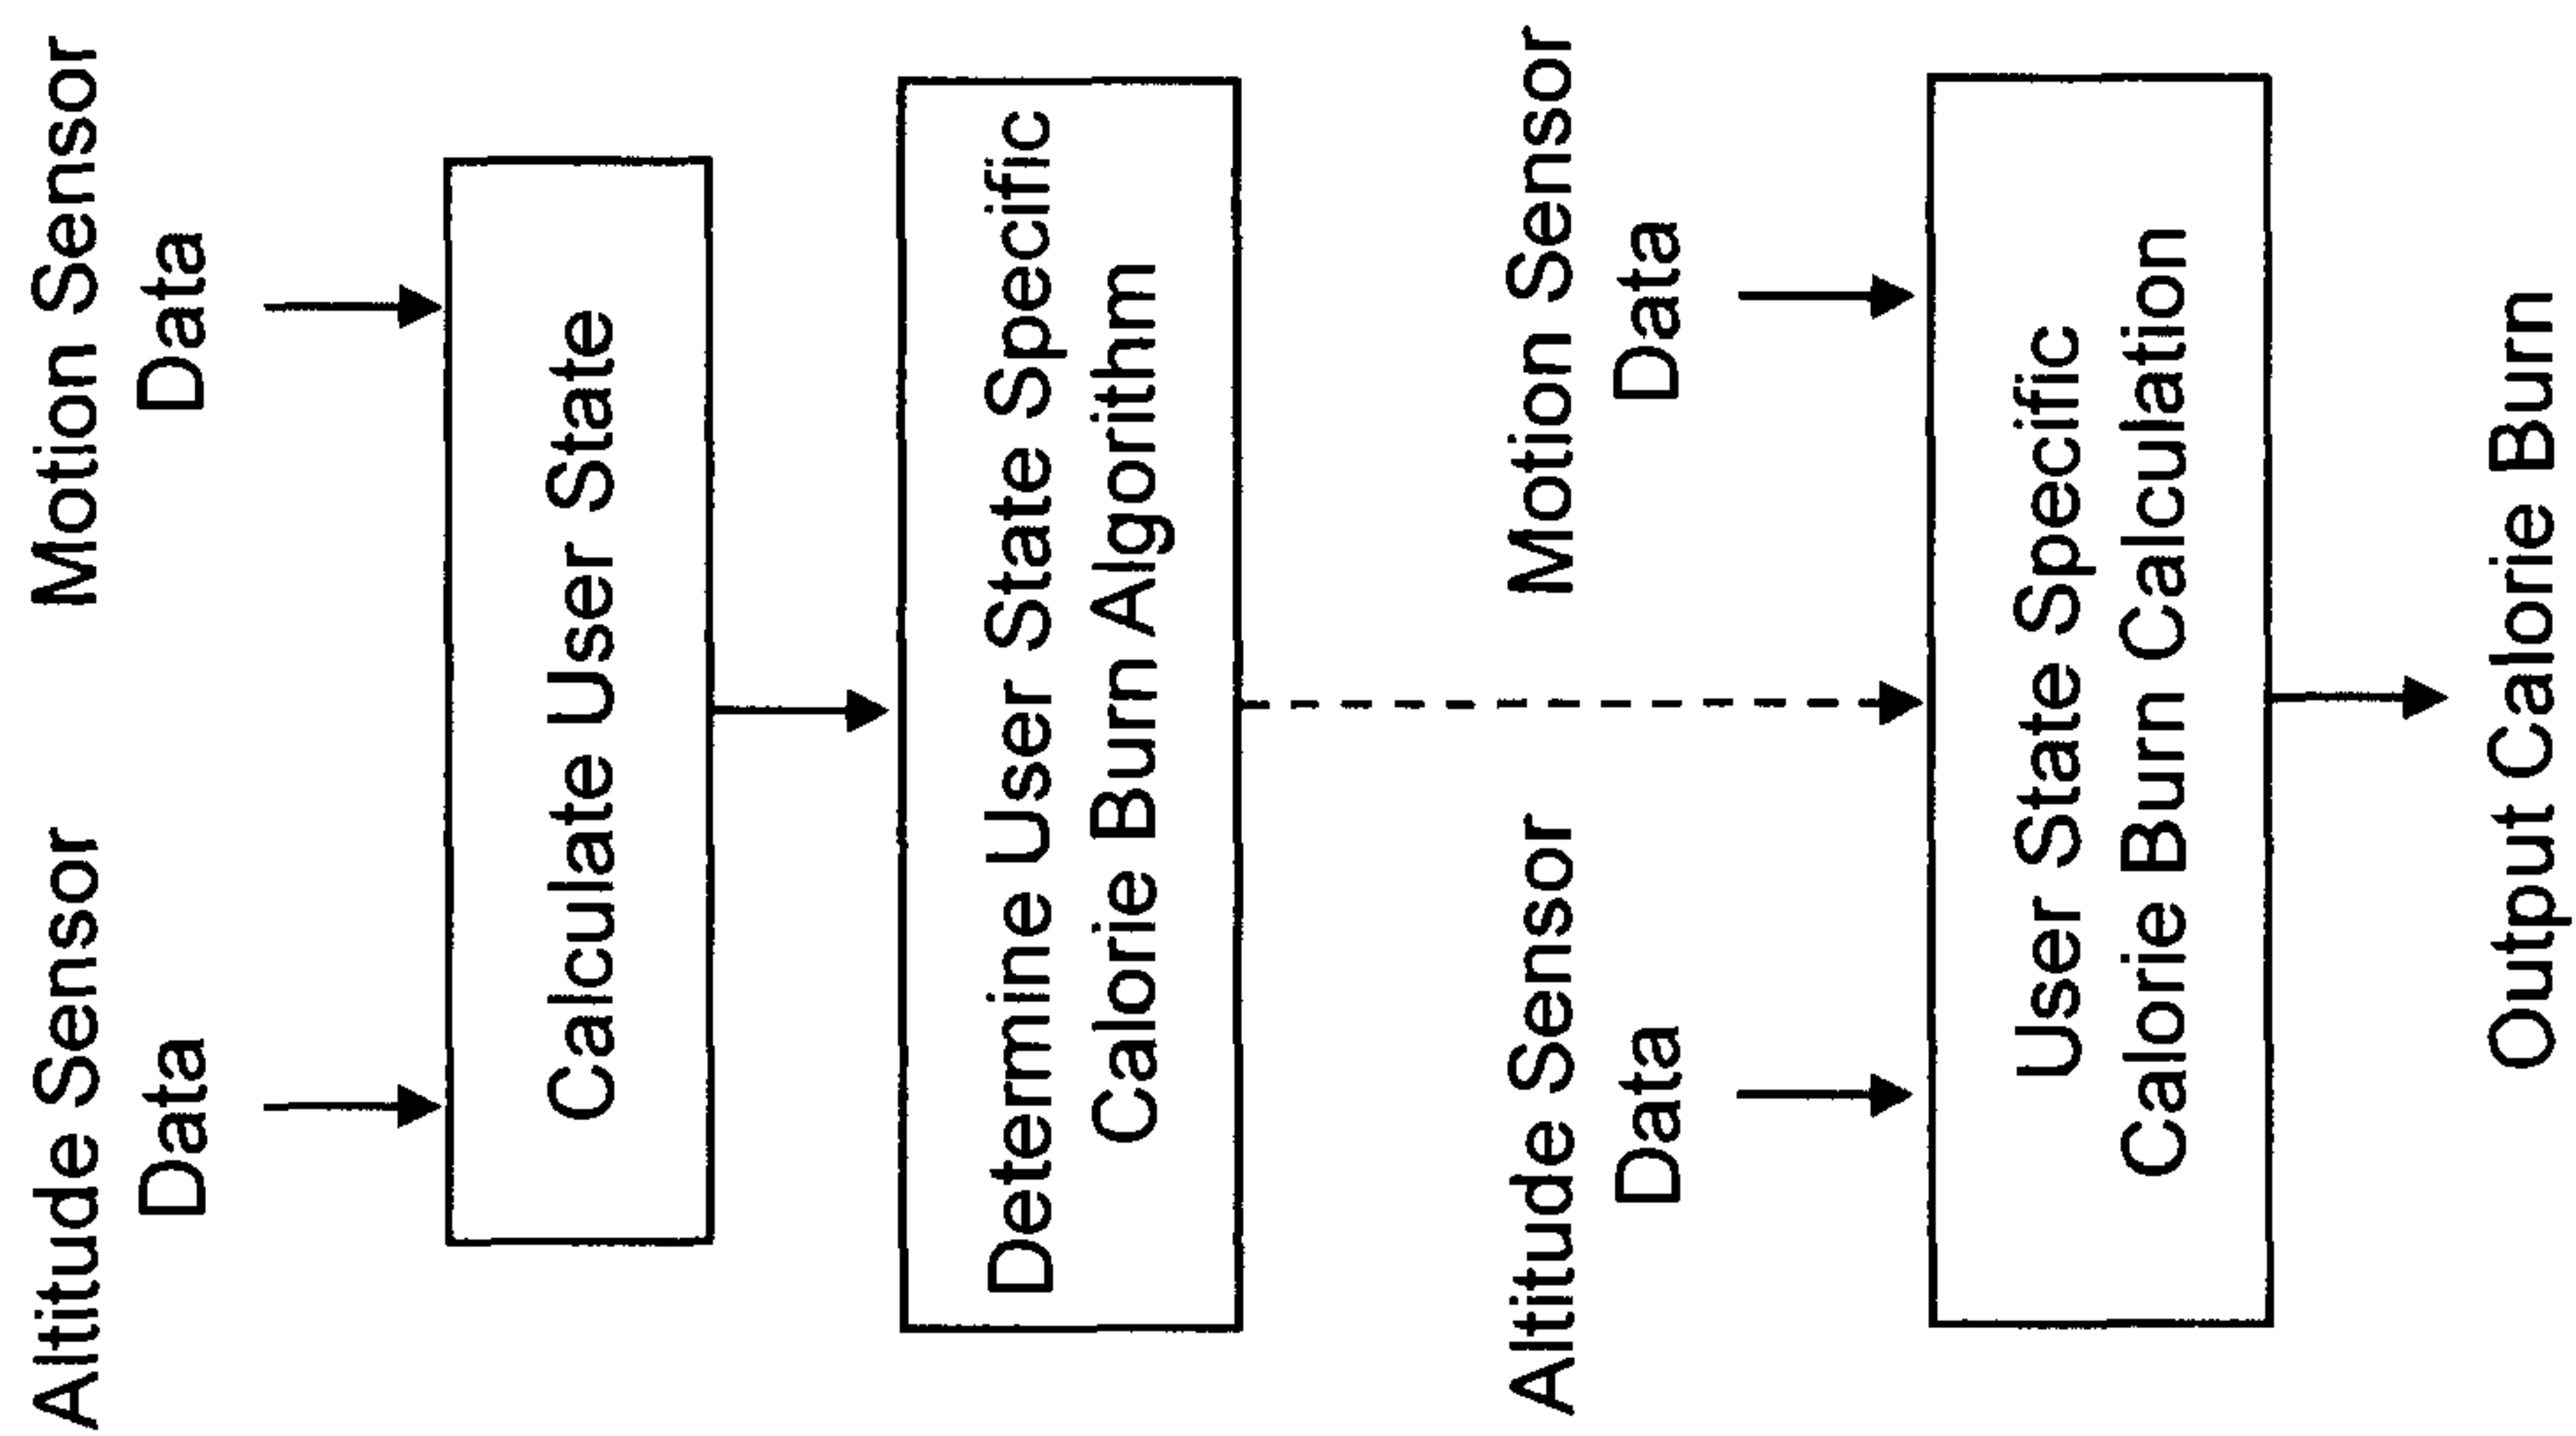 Altitude Sensor
Data
Motion Sensor
Data
Calculate User State
Determine User State Specific
Calorie Burn Algorithm
Altitude Sensor
Data
Motion Sensor
Data
User State Specific
Calorie Burn Calculation
Output Calorie Burn